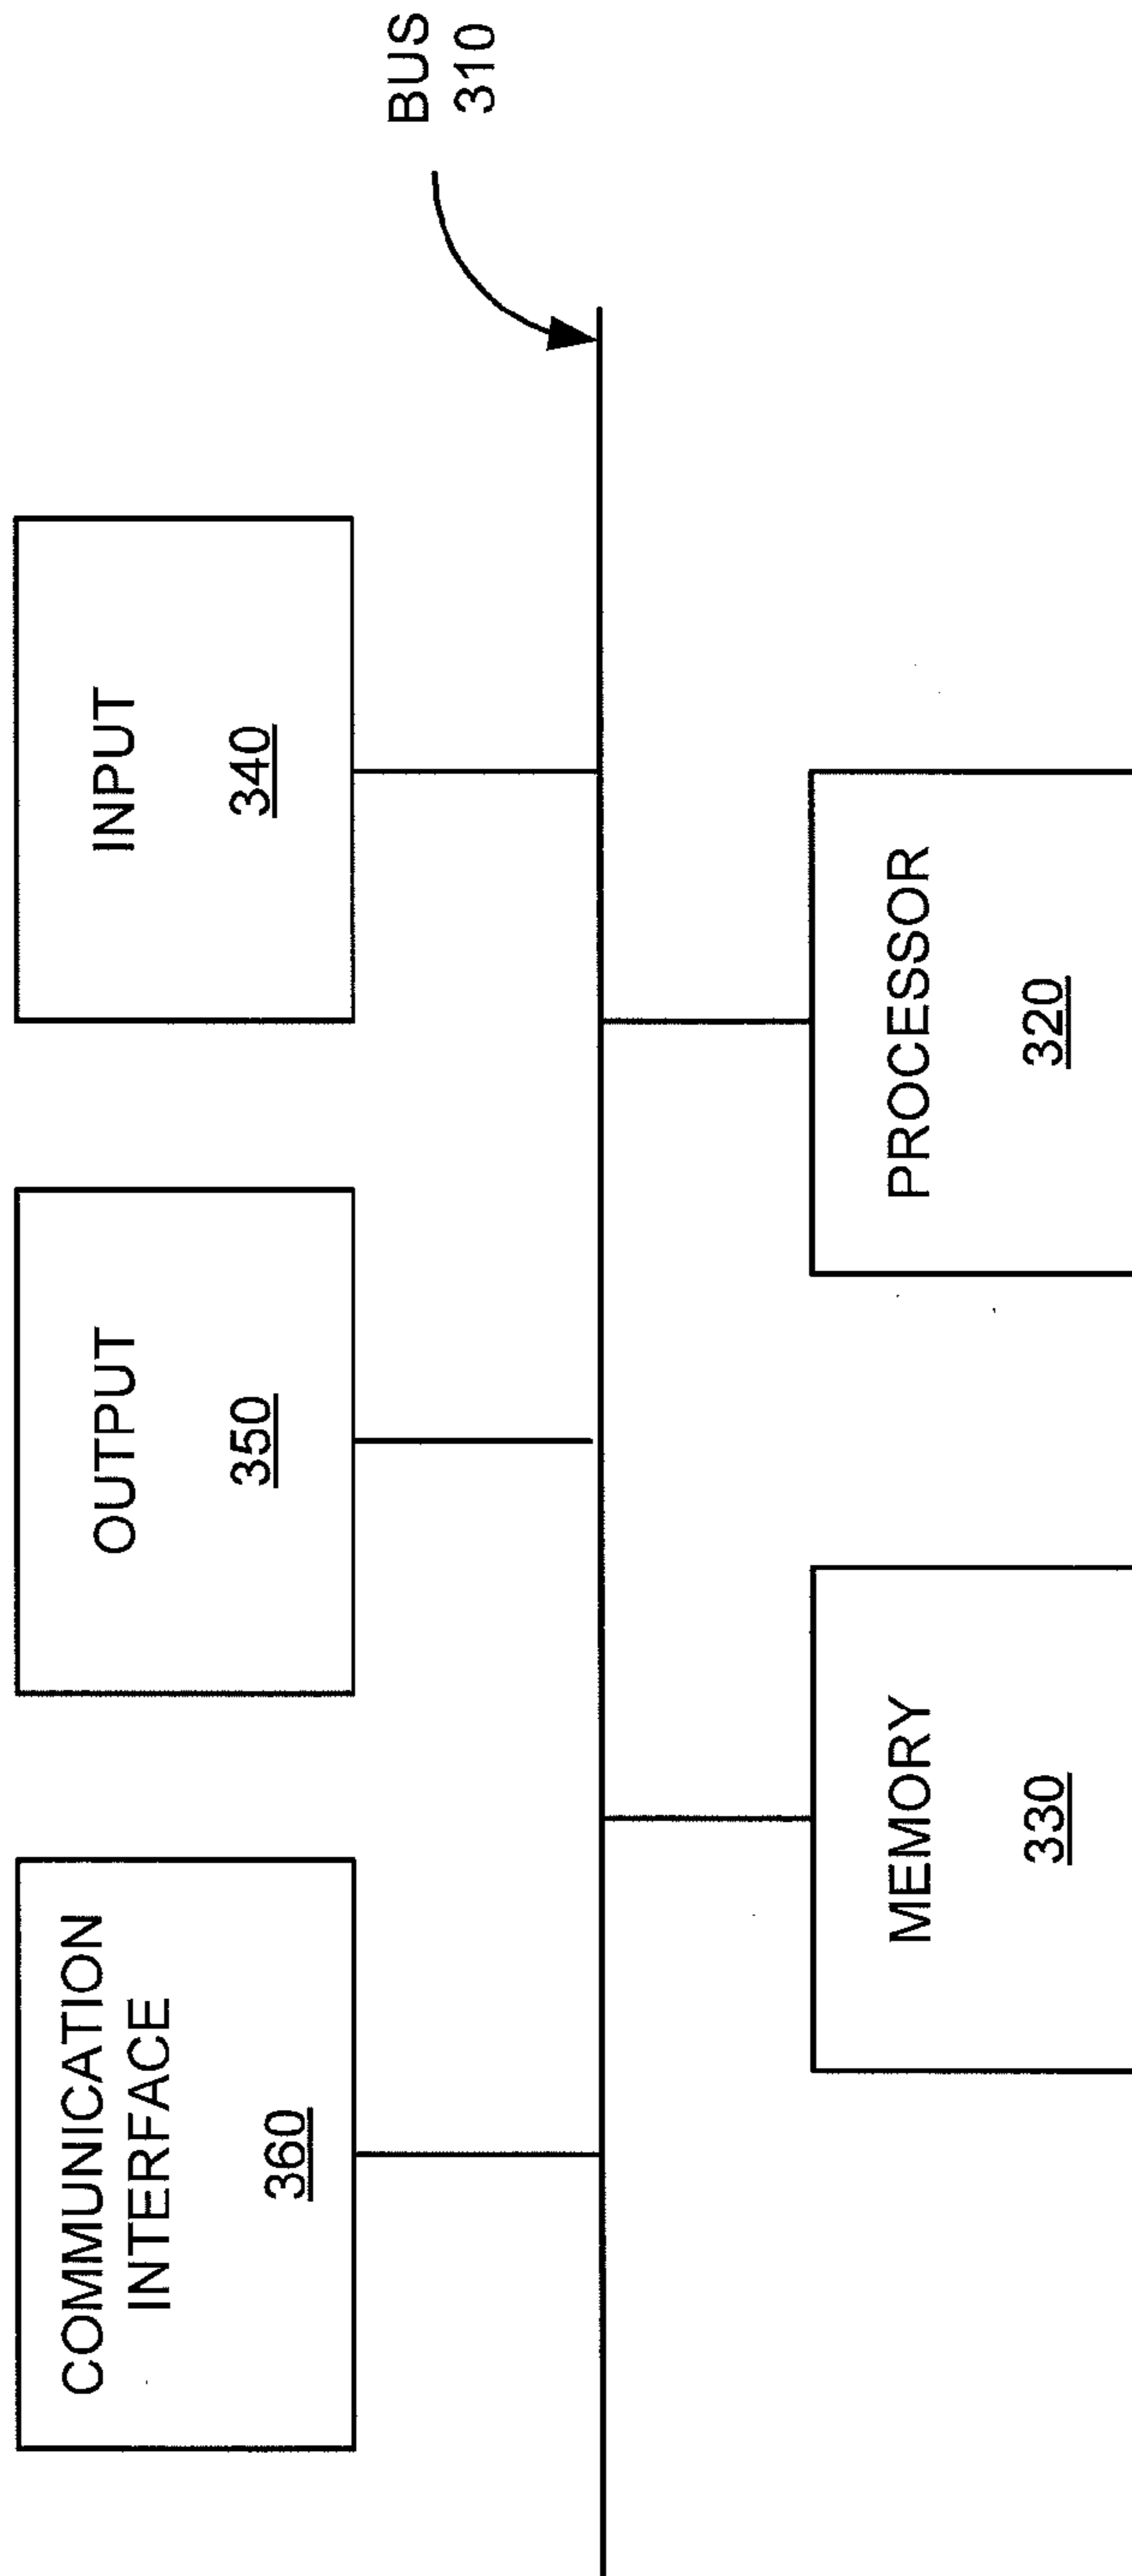 COMMUNICATION
INTERFACE
360
OUTPUT
350
INPUT
340
BUS
310
MEMORY
330
PROCESSOR
320